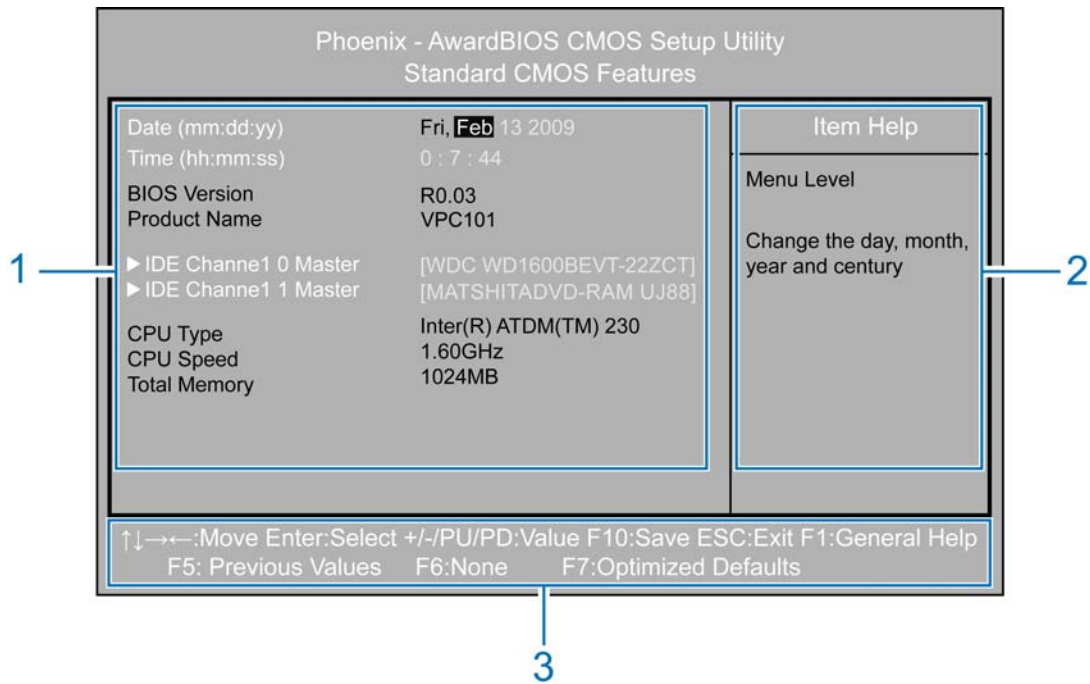 Phoenix - AwardBIOS CMOS Setup Utility
Standard CMOS Features
Date (mm:dd:yy) Fri, Feb 13 2009
Time (hh:mm:ss) 0 : 7 : 44
BIOS Version R0.03
Product Name VPC101
▶ IDE Channe1 0 Master [WDC WD1600BEVT-22ZCT]
▶ IDE Channe1 1 Master [MATSHITADVD-RAM UJ88]
CPU Type Inter(R) ATDM(TM) 230
CPU Speed 1.60GHz
Total Memory 1024MB
Item Help
Menu Level
Change the day, month,
year and century
↑↓→←:Move Enter:Select +/-/PU/PD:Value F10:Save ESC:Exit F1:General Help
F5: Previous Values F6:None F7:Optimized Defaults
1
2
3